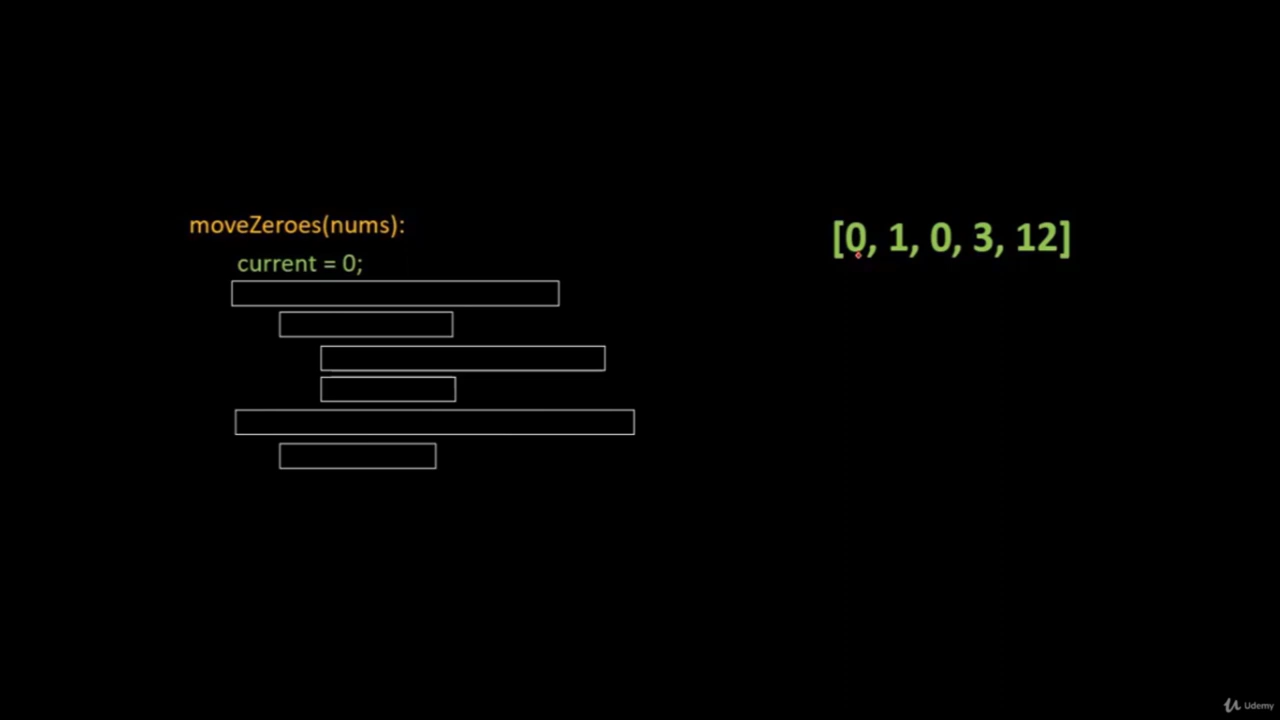 moveZeroes(nums):
current = 0;
[0, 1, 0, 3, 12]
Udemy